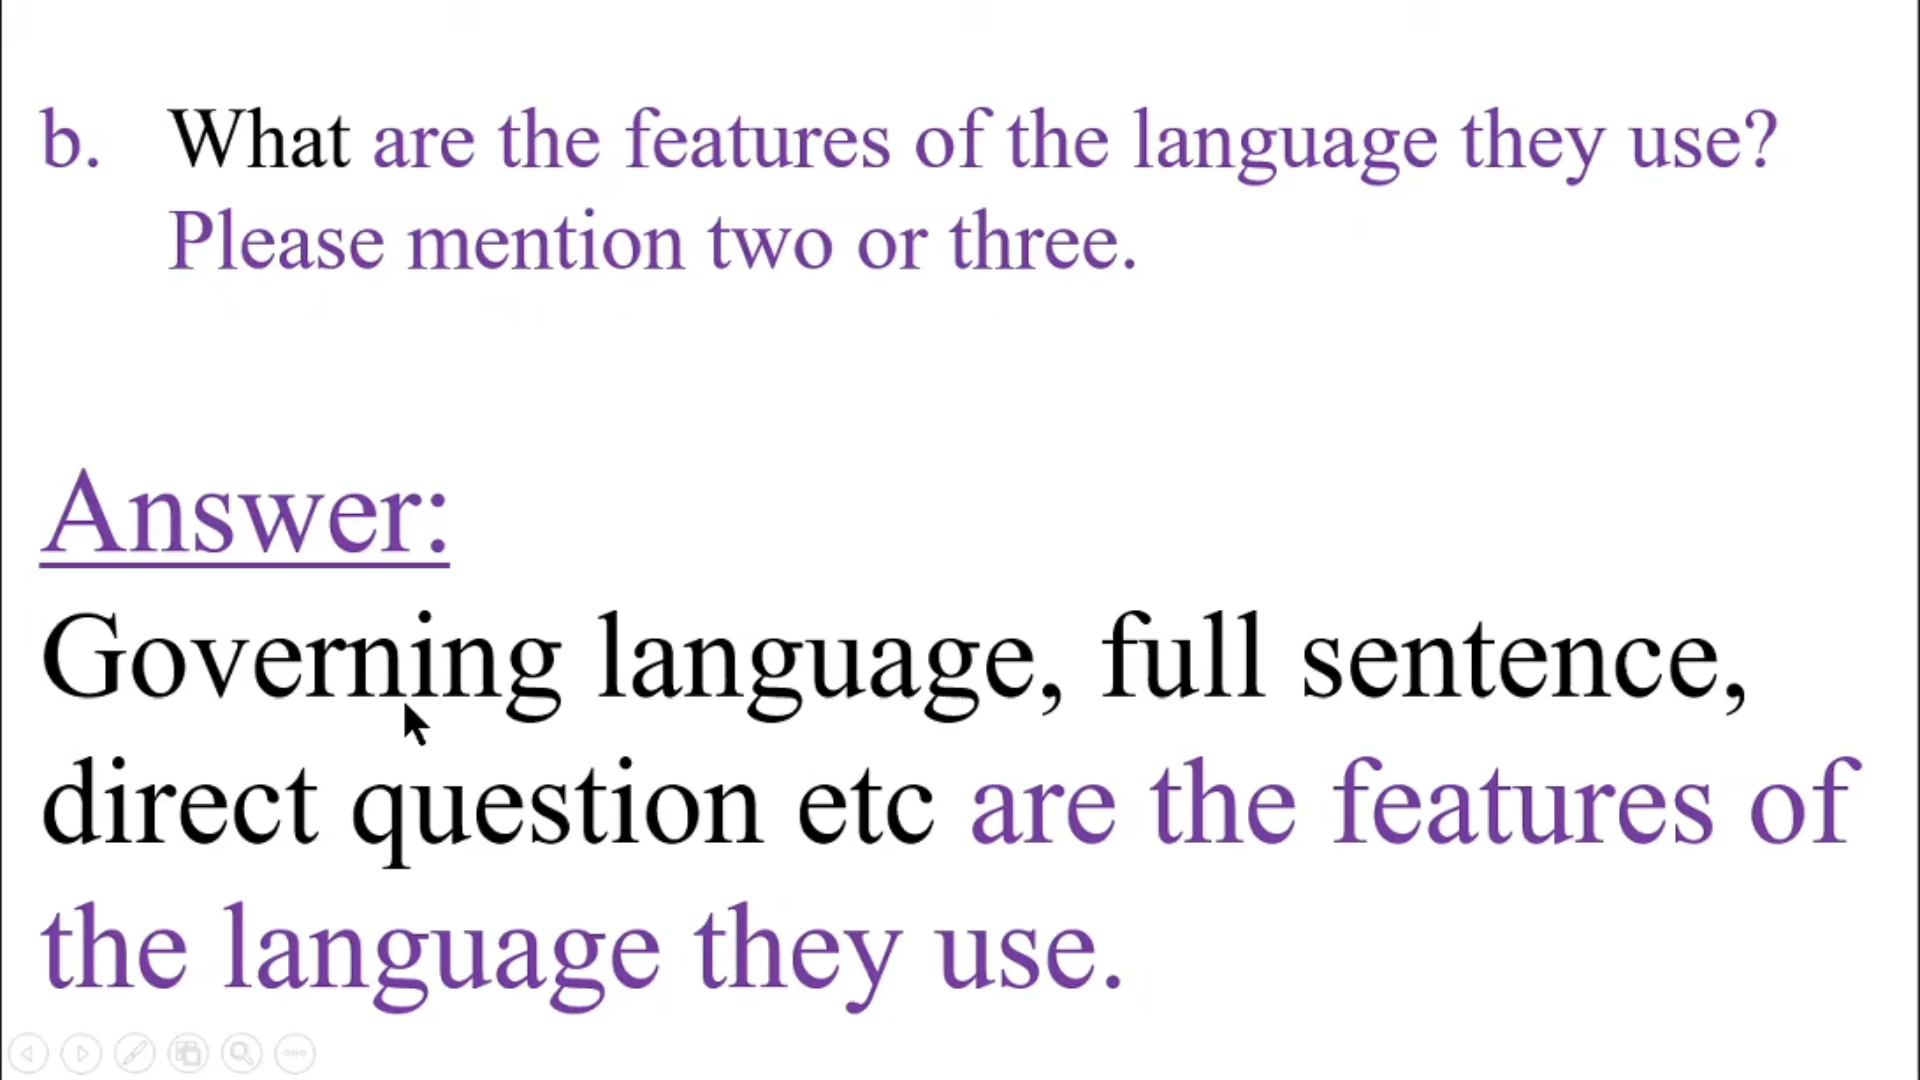 b. What are the features of the language they use?
Please mention two or three.
Answer:
Governing language, full sentence,
direct question etc are the features of
the language they use.